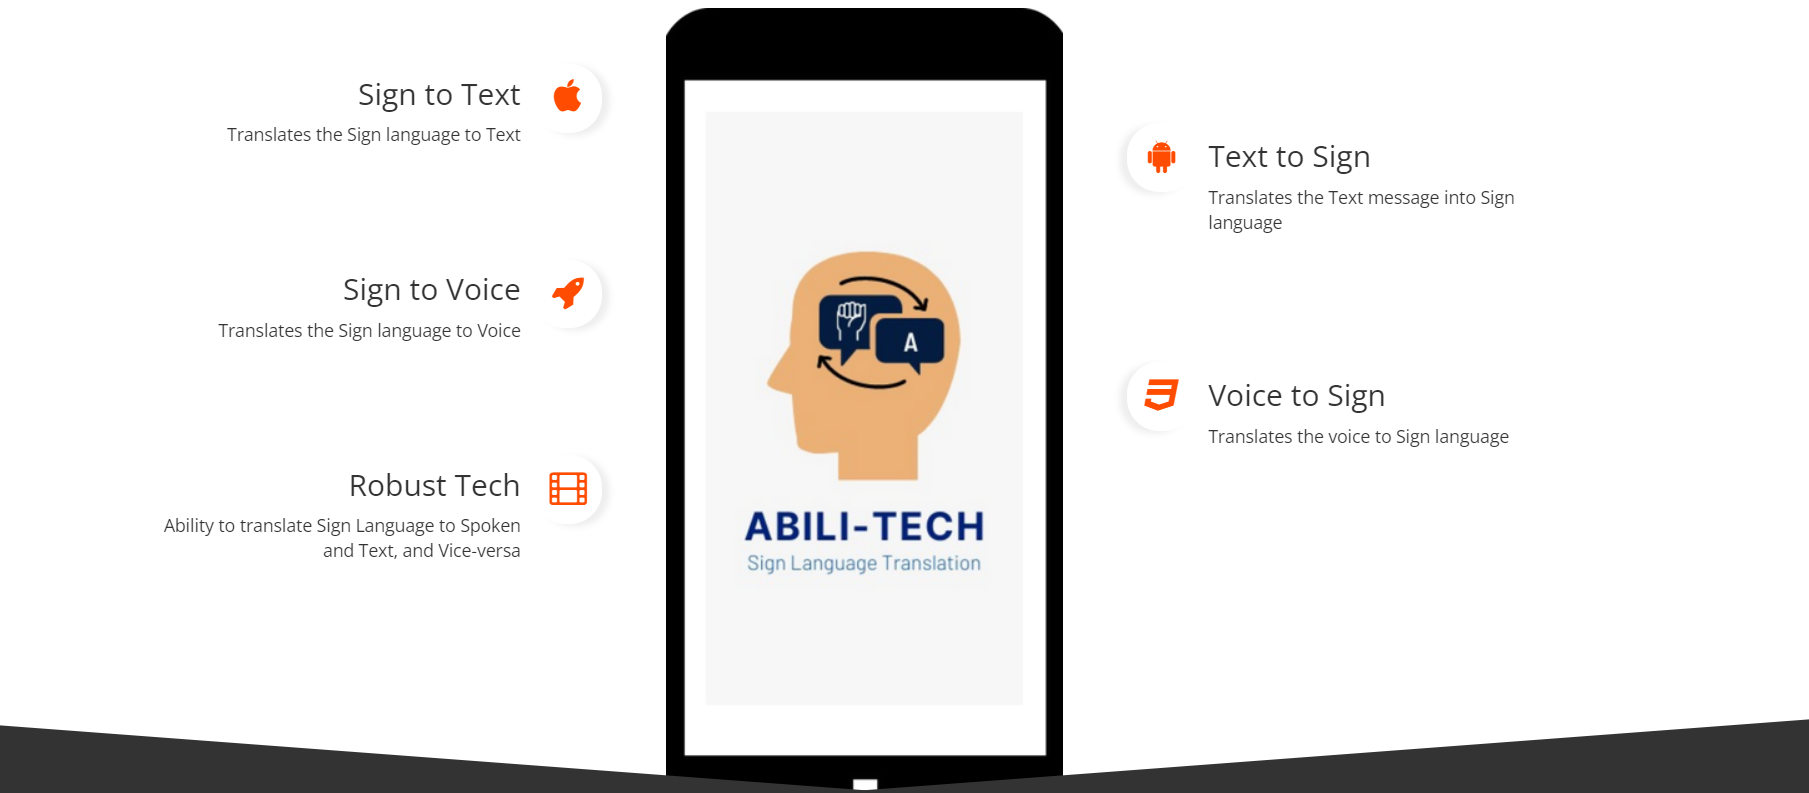 Sign to Text
Translates the Sign language to Text
Sign to Voice
Translates the Sign language to Voice
Robust Tech
Ability to translate Sign Language to Spoken
and Text, and Vice-versa
A
ABILI-TECH
Sign Language Translation
Text to Sign
Translates the Text message into Sign
language
Voice to Sign
Translates the voice to Sign language